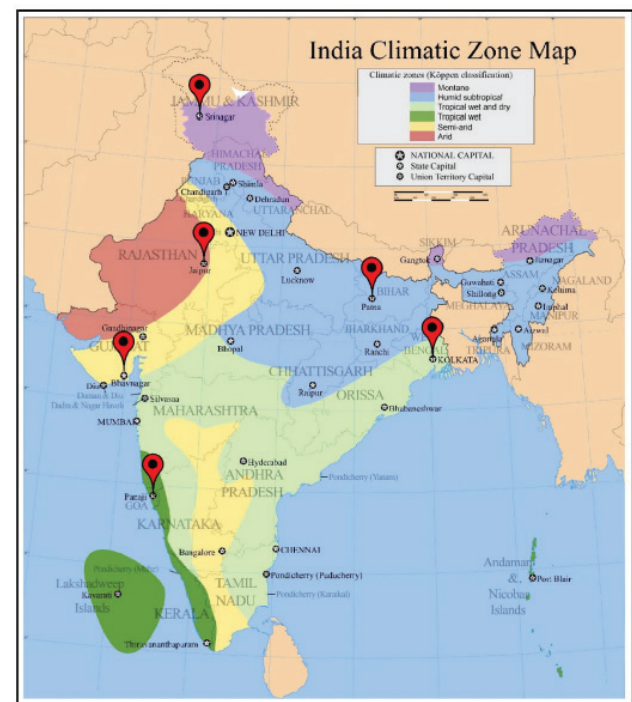 India Climatic Zone Map
Climatic zones (Köppen classification)
Montane
Humid subtropical
Tropical wet and dry
Tropical wet
Semi-arid
Arid
NATIONAL CAPITAL
State Capital
Union Territory Capital
JAMMU & KASHMIR
Srinagar
HIMACHAL
PRADESH
PUNJAB
Shimla
Chandigarh
Dehradun
UTTARANCHAL
HARYANA
NEW DELHI
ARUNACHAL
PRADESH
SIKKIM
RAJASTHAN
Jaipur
UTTAR PRADESH
Lucknow
Gangtok
Itanagar
ASSAM
Guwahati
NAGALAND
Kohima
Shillong
MEGHALAYA
Imphal
MANIPUR
Patna
BIHAR
Gandhinagar
GUJARAT
MADHYA PRADESH
Bhopal
JHARKHAND
Ranchi
WEST
BENGAL
KOLKATA
Agartala
TRIPURA
Aizwal
MIZORAM
Bhavnagar
Diu
Daman & Diu
Dadra & Nagar Haveli
Silvassa
CHHATTISGARH
Raipur
ORISSA
Bhubaneshwar
MAHARASHTRA
MUMBAI
Hyderabad
ANDHRA
PRADESH
Pondicherry (Yanam)
Panaji
GOA
KARNATAKA
Bangalore
CHENNAI
Pondicherry (Puducherry)
Pondicherry (Mahe)
Pondicherry (Karaikal)
Lakshadweep
Kavaratti
Islands
TAMIL
NADU
KERALA
Thiruvananthapuram
Andaman
&
Nicobar
Islands
Port Blair